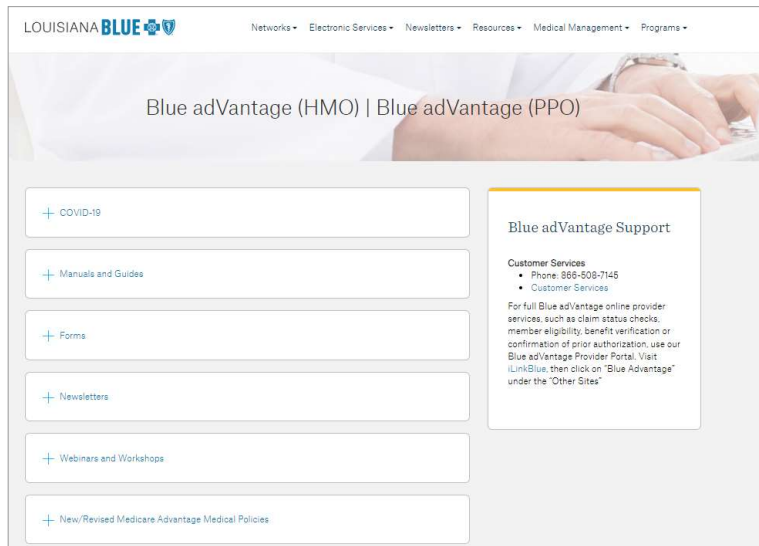 LOUISIANA BLUE
Networks Electronic Services Newsletters Resources Medical Management Programs
Blue adVantage (HMO) | Blue adVantage (PPO)
COVID-19
Manuals and Guides
Forms
Newsletters
Webinars and Workshops
New/Revised Medicare Advantage Medical Policies
Blue adVantage Support
Customer Services
• Phone: 866-508-7145
• Customer Services
For full Blue adVantage online provider
services, such as claim status checks,
member eligibility, benefit verification or
confirmation of prior authorization, use our
Blue adVantage Provider Portal. Visit
iLinkBlue, then click on "Blue Advantage"
under the "Other Sites"